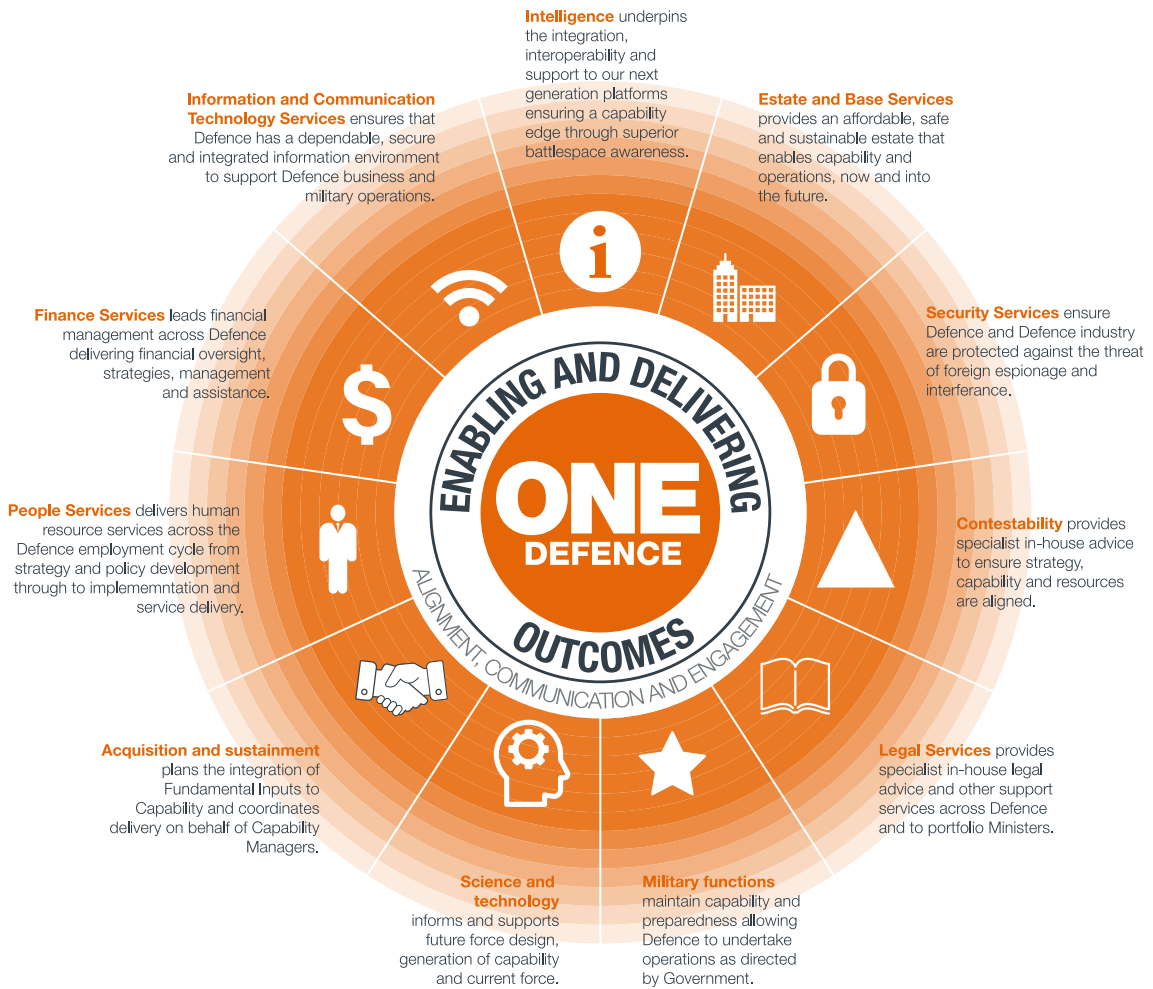 Intelligence underpins
the integration,
interoperability and
support to our next
generation platforms
ensuring a capability
edge through superior
battlespace awareness.
Estate and Base Services
provides an affordable, safe
and sustainable estate that
enables capability and
operations, now and into
the future.
Security Services ensure
Defence and Defence industry
are protected against the threat
of foreign espionage and
interferance.
Contestability provides
specialist in-house advice
to ensure strategy,
capability and resources
are aligned.
Legal Services provides
specialist in-house legal
advice and other support
services across Defence
and to portfolio Ministers.
Military functions
maintain capability and
preparedness allowing
Defence to undertake
operations as directed
by Government.
Science and
technology
informs and supports
future force design,
generation of capability
and current force.
Acquisition and sustainment
plans the integration of
Fundamental Inputs to
Capability and coordinates
delivery on behalf of Capability
Managers.
People Services delivers human
resource services across the
Defence employment cycle from
strategy and policy development
through to implememntation and
service delivery.
Finance Services leads financial
management across Defence
delivering financial oversight,
strategies, management
and assistance.
Information and Communication
Technology Services ensures that
Defence has a dependable, secure
and integrated information environment
to support Defence business and
military operations.
i
$
ENABLING AND DELIVERING
ONE
DEFENCE
OUTCOMES
ALIGNMENT, COMMUNICATION AND ENGAGEMENT